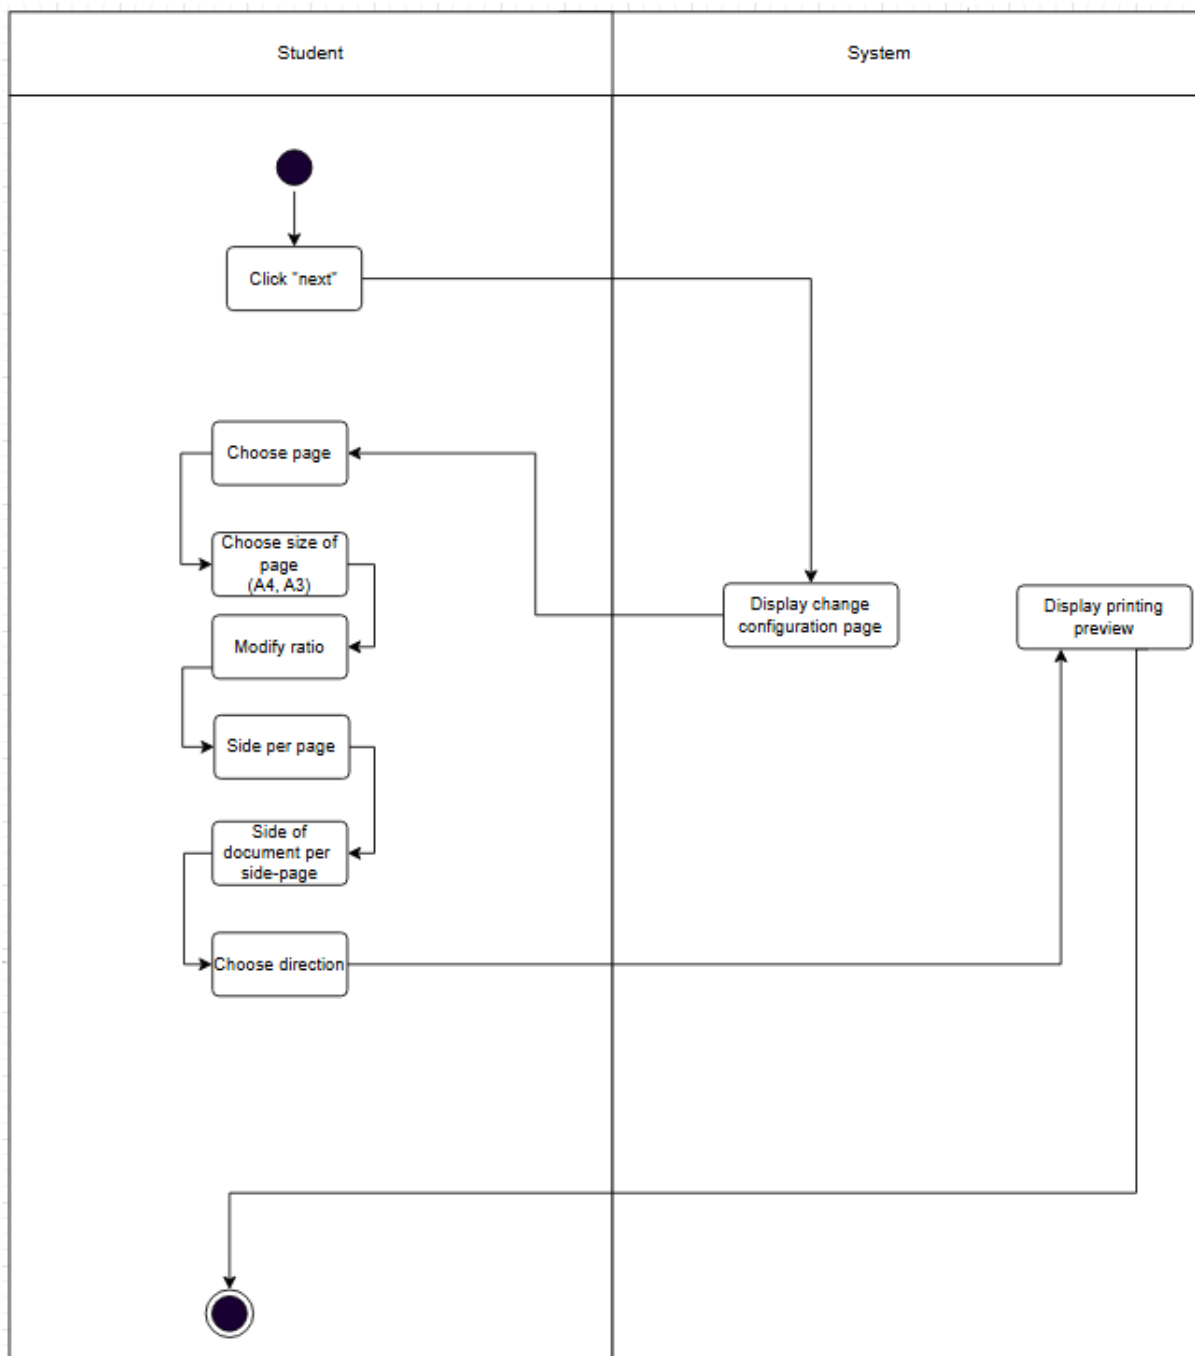 Student
System
Click "next"
Choose page
Choose size of
page
(A4, A3)
Modify ratio
Side per page
Side of
document per
side-page
Choose direction
Display change
configuration page
Display printing
preview